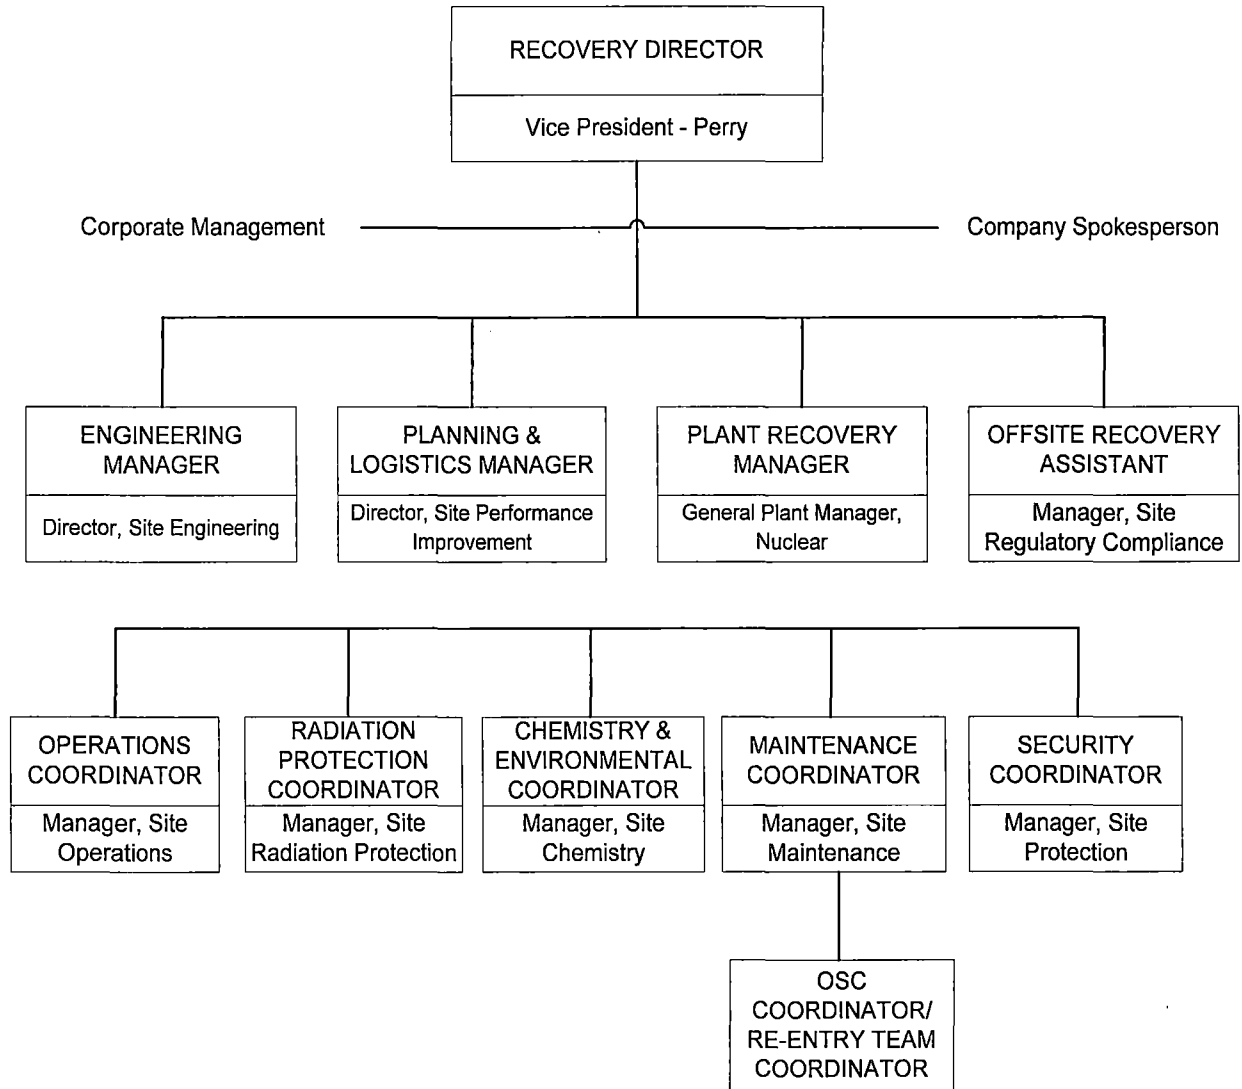 RECOVERY DIRECTOR
Vice President - Perry
Corporate Management
Company Spokesperson
ENGINEERING
MANAGER
Director, Site Engineering
PLANNING &
LOGISTICS MANAGER
Director, Site Performance
Improvement
PLANT RECOVERY
MANAGER
General Plant Manager,
Nuclear
OFFSITE RECOVERY
ASSISTANT
Manager, Site
Regulatory Compliance
OPERATIONS
COORDINATOR
Manager, Site
Operations
RADIATION
PROTECTION
COORDINATOR
Manager, Site
Radiation Protection
CHEMISTRY &
ENVIRONMENTAL
COORDINATOR
Manager, Site
Chemistry
MAINTENANCE
COORDINATOR
Manager, Site
Maintenance
SECURITY
COORDINATOR
Manager, Site
Protection
OSC
COORDINATOR/
RE-ENTRY TEAM
COORDINATOR